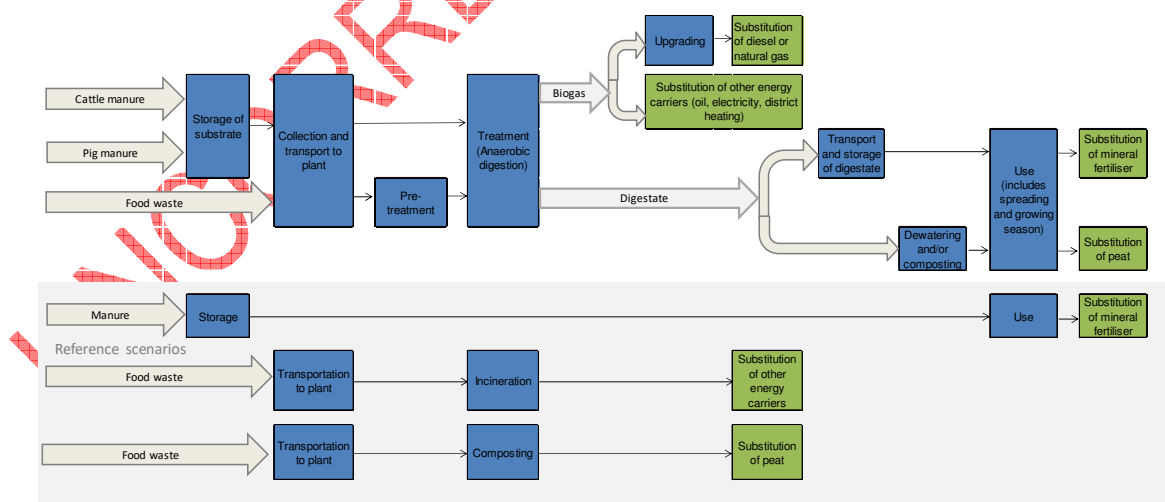 Cattle manure
Pig manure
Food waste
Storage of
substrate
Collection and
transport to
plant
Pre-
treatment
Treatment
(Anaerobic
digestion)
Biogas
Upgrading
Substitution
of diesel or
natural gas
Substitution of other energy
carriers (oil, electricity, district
heating)
Digestate
Transport
and storage
of digestate
Dewatering
and/or
composting
Use
(includes
spreading
and growing
season)
Substitution
of mineral
fertiliser
Substitution
of peat
Manure
Storage
Use
Substitution
of mineral
fertiliser
Reference scenarios
Food waste
Transportation
to plant
Incineration
Substitution
of other
energy
carriers
Food waste
Transportation
to plant
Composting
Substitution
of peat